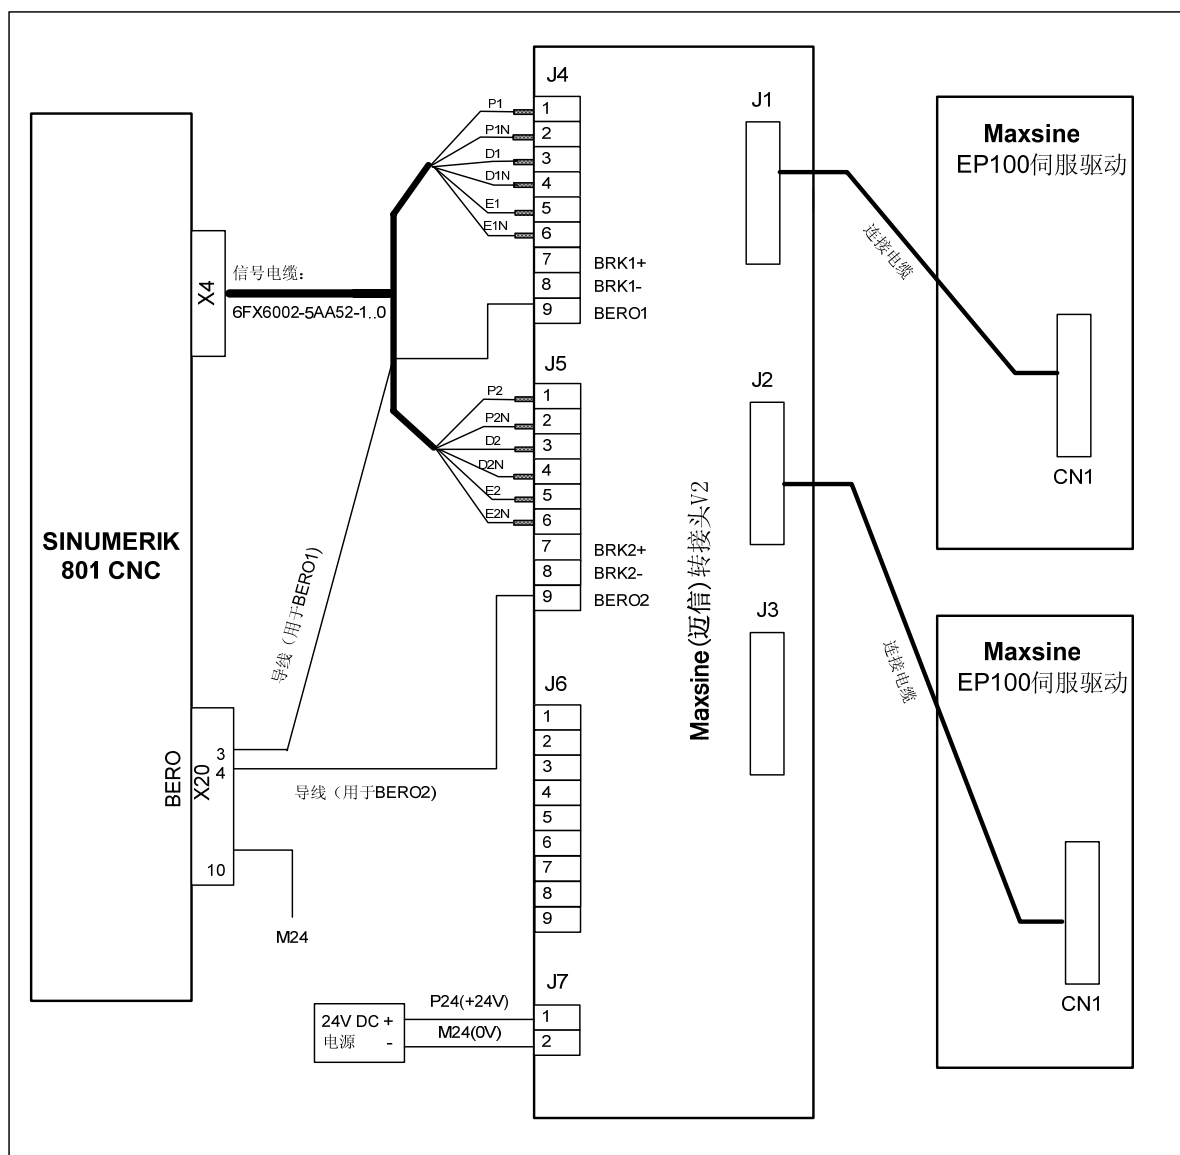 SINUMERIK
801 CNC
X4
信号电缆：
6FX6002-5AA52-1..0
BERO
X20
3
4
10
M24
导线（用于BERO1)
导线（用于BERO2)
24V DC +
电源 -
P24(+24V)
M24(0V)
J4
P1
1
P1N
2
D1
3
D1N
4
E1
5
E1N
6
7
BRK1+
8
BRK1-
9
BERO1
J5
P2
1
P2N
2
D2
3
D2N
4
E2
5
E2N
6
7
BRK2+
8
BRK2-
9
BERO2
J6
1
2
3
4
5
6
7
8
9
J7
1
2
Maxsine(迈信)转接头V2
J1
J2
J3
连接电缆
连接电缆
Maxsine
EP100伺服驱动
CN1
Maxsine
EP100伺服驱动
CN1